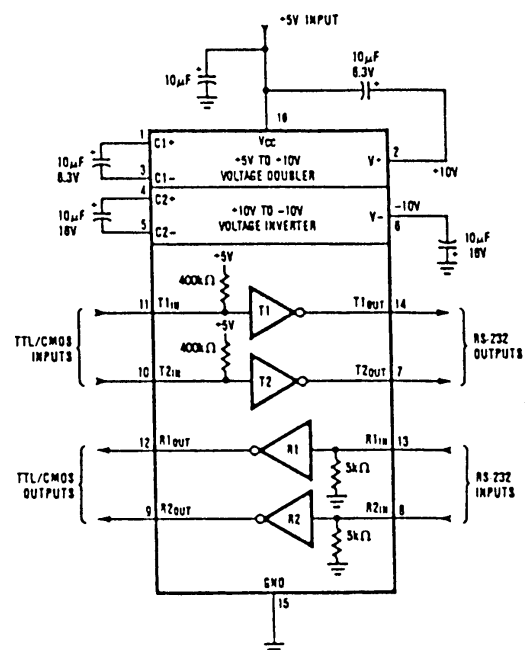 +5V INPUT
10µF
10µF
6.3V
16
VCC
1
C1+
+5V TO +10V
VOLTAGE DOUBLER
V+
2
+10V
10µF
6.3V
3
C1-
4
C2+
+10V TO -10V
VOLTAGE INVERTER
V-
-10V
6
10µF
16V
5
C2-
10µF
16V
+5V
400kΩ
11
T1IN
T1
T1OUT
14
+5V
400kΩ
TTL/CMOS
INPUTS
RS-232
OUTPUTS
10
T2IN
T2
T2OUT
7
12
R1OUT
R1
R1IN
13
5kΩ
TTL/CMOS
OUTPUTS
RS-232
INPUTS
9
R2OUT
R2
R2IN
8
5kΩ
GND
15